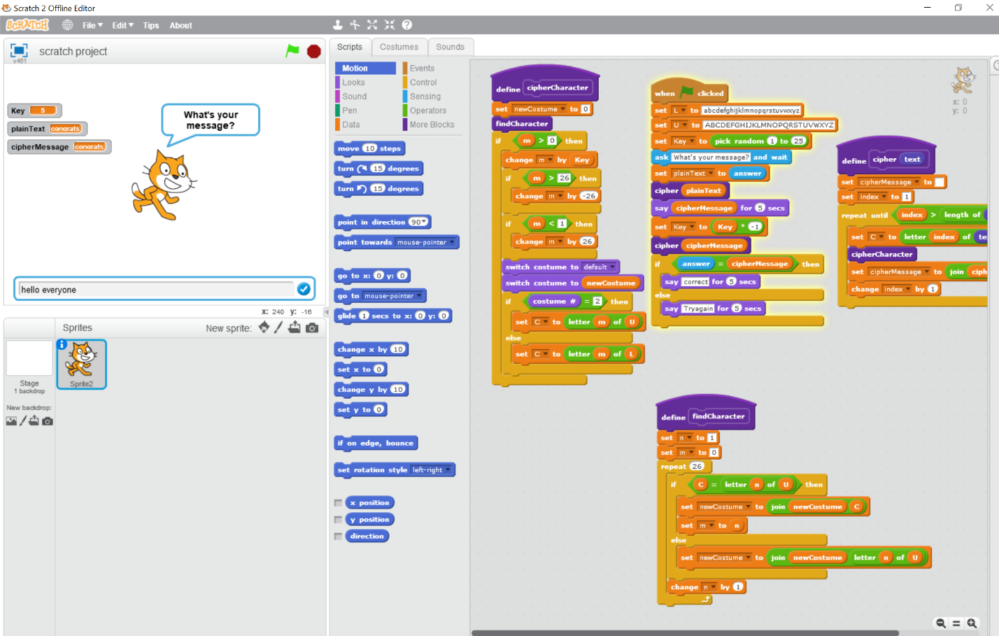 Scratch 2 Offline Editor
SCRATCH File Edit Tips About
scratch project
v461
Key 5
plainText conorats
cipherMessage conorats
What's your
message?
hello everyone
x: 240 y: -16
Sprites New sprite:
Stage
1 backdrop
New backdrop:
Sprite2
Scripts Costumes Sounds
Motion Events
Looks Control
Sound Sensing
Pen Operators
Data More Blocks
move 10 steps
turn 15 degrees
turn 15 degrees
point in direction 90
point towards mouse-pointer
go to x: 0 y: 0
go to mouse-pointer
glide 1 secs to x: 0 y: 0
change x by 10
set x to 0
change y by 10
set y to 0
if on edge, bounce
set rotation style left-right
x position
y position
direction
define cipherCharacter
set newCostume to 0
findCharacter
if m > 0 then
change m by Key
if m > 26 then
change m by -26
if m < 1 then
change m by 26
switch costume to default
switch costume to newCostume
if costume # = 2 then
set C to letter m of U
else
set C to letter m of L
when clicked
set L to abcdefghijklmnopqrstuvwxyz
set U to ABCDEFGHIJKLMNOPQRSTUVWXYZ
set Key to pick random 1 to 25
ask What's your message? and wait
set plainText to answer
cipher plainText
say cipherMessage for 5 secs
set Key to Key * -1
cipher cipherMessage
if answer = cipherMessage then
say correct for 5 secs
else
say Tryagain for 5 secs
define cipher text
set cipherMessage to
set index to 1
repeat until index > length of
set C to letter index of te
cipherCharacter
set cipherMessage to join ciph
change index by 1
define findCharacter
set n to 1
set m to 0
repeat 26
if C = letter n of U then
set newCostume to join newCostume C
set m to n
else
set newCostume to join newCostume letter n of U
change n by 1
x: 0
y: 0